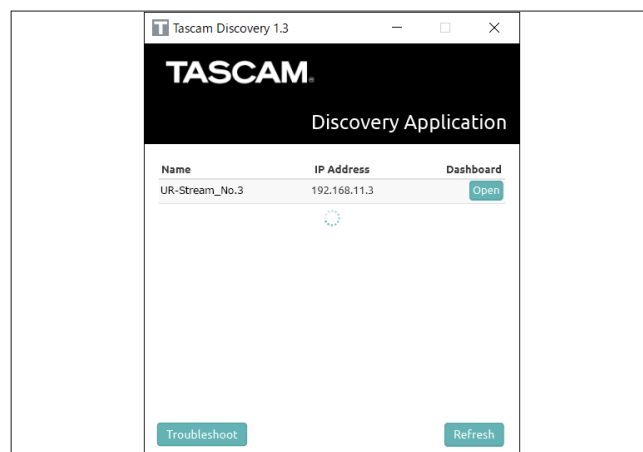 Tascam Discovery 1.3
TASCAM.
Discovery Application
Name IP Address Dashboard
UR-Stream_No.3 192.168.11.3 Open
Troubleshoot Refresh